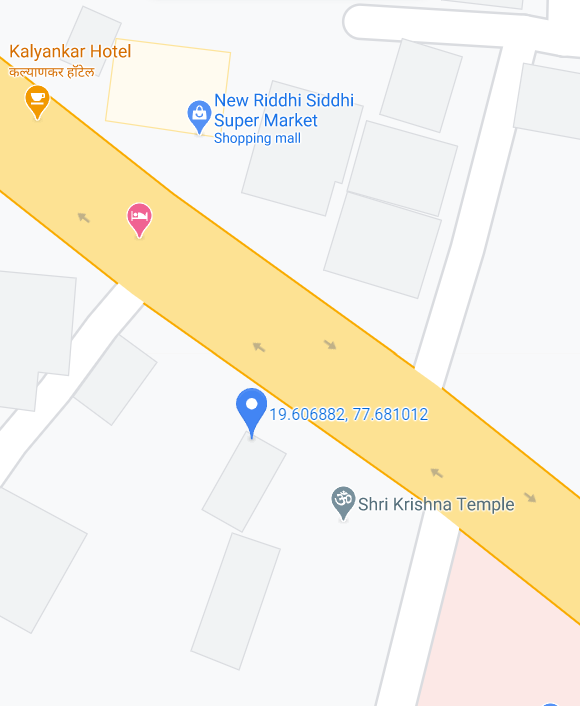 Kalyankar Hotel
कल्याणकर हॉटेल
New Riddhi Siddhi
Super Market
Shopping mall
19.606882, 77.681012
Shri Krishna Temple